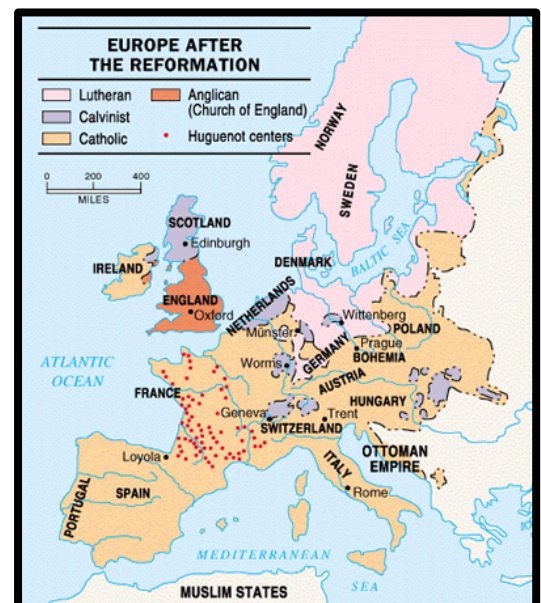 EUROPE AFTER
THE REFORMATION
Lutheran
Calvinist
Catholic
Anglican
(Church of England)
Huguenot centers
0 200 400
MILES
NORWAY
SWEDEN
SCOTLAND
Edinburgh
BALTIC SEA
DENMARK
IRELAND
ENGLAND
Oxford
NETHERLANDS
Wittenberg
Münster
POLAND
Prague
BOHEMIA
GERMANY
Worms
ATLANTIC
OCEAN
AUSTRIA
FRANCE
HUNGARY
Geneva
Trent
SWITZERLAND
OTTOMAN
EMPIRE
Loyola
ITALY
PORTUGAL
SPAIN
Rome
MEDITERRANEAN
SEA
MUSLIM STATES